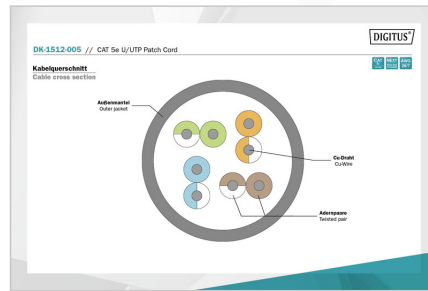 DIGITUS®
DK-1512-005 // CAT 5e U/UTP Patch Cord
Kabelquerschnitt
Cable cross section
Außenmantel
Outer jacket
Cu-Draht
Cu-Wire
Aderpaare
Twisted pair